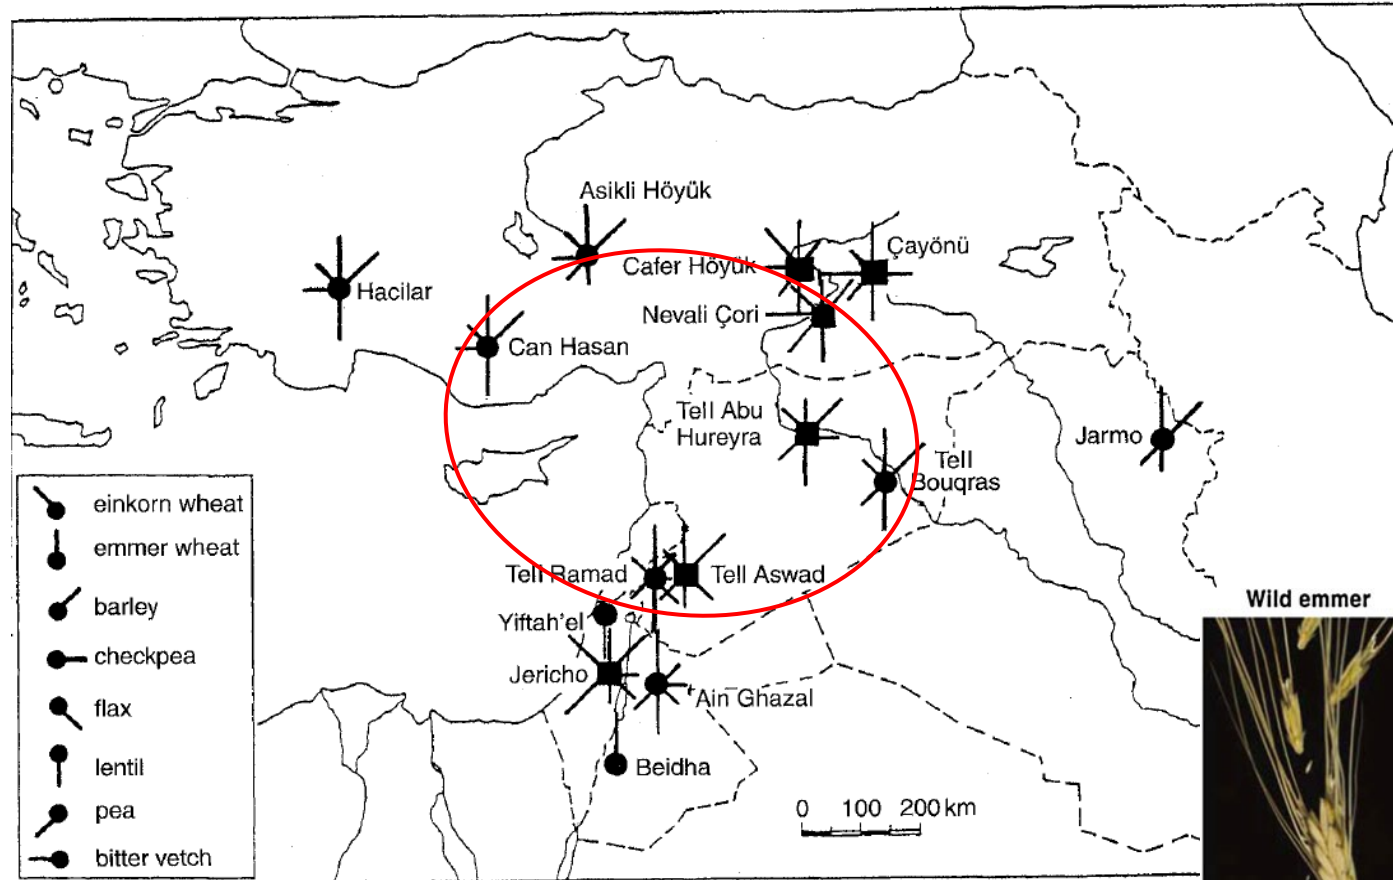 Asikli Höyük
Çayönü
Cafer Höyük
Hacilar
Nevali Çori
Can Hasan
Tell Abu
Hureyra
Jarmo
Tell
Bouqras
einkorn wheat
emmer wheat
barley
checkpea
flax
lentil
pea
bitter vetch
Tell Ramad
Tell Aswad
Yiftah'el
Jericho
'Ain Ghazal
Beidha
0 100 200 km
Wild emmer